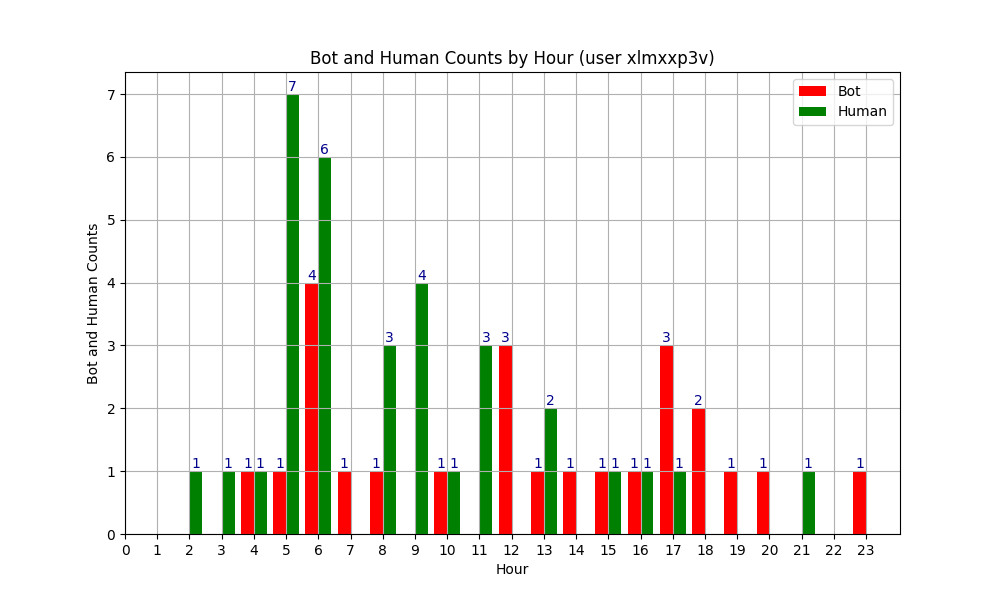 Bot and Human Counts by Hour (user xlmxxp3v)
Bot
Human
Bot and Human Counts
7
6
5
4
3
2
1
0
1 1 1 1 1 7 4 6 1 1 3 4 1 1 3 3 1 2 1 1 1 1 1 3 1 2 1 1 1 1
0 1 2 3 4 5 6 7 8 9 10 11 12 13 14 15 16 17 18 19 20 21 22 23
Hour